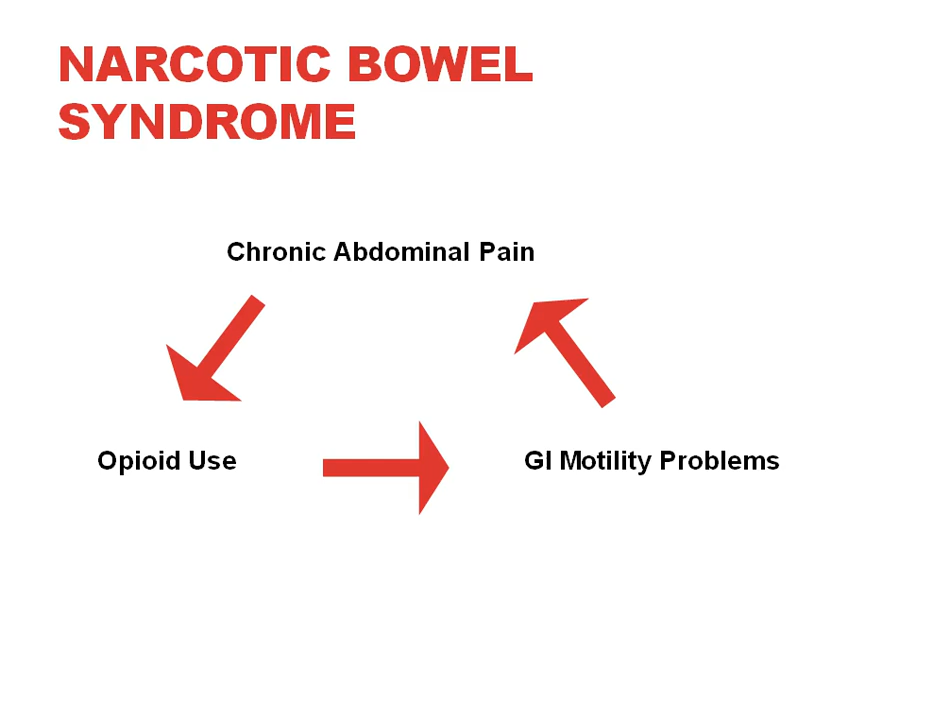 NARCOTIC BOWEL
SYNDROME
Chronic Abdominal Pain
Opioid Use
GI Motility Problems